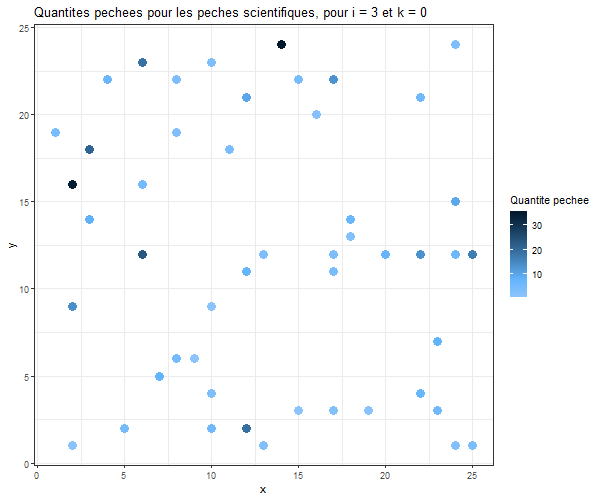 Quantites pechees pour les peches scientifiques, pour i = 3 et k = 0
25
20
15
10
5
0
y
0 5 10 15 20 25
x
Quantite pechee
30
20
10